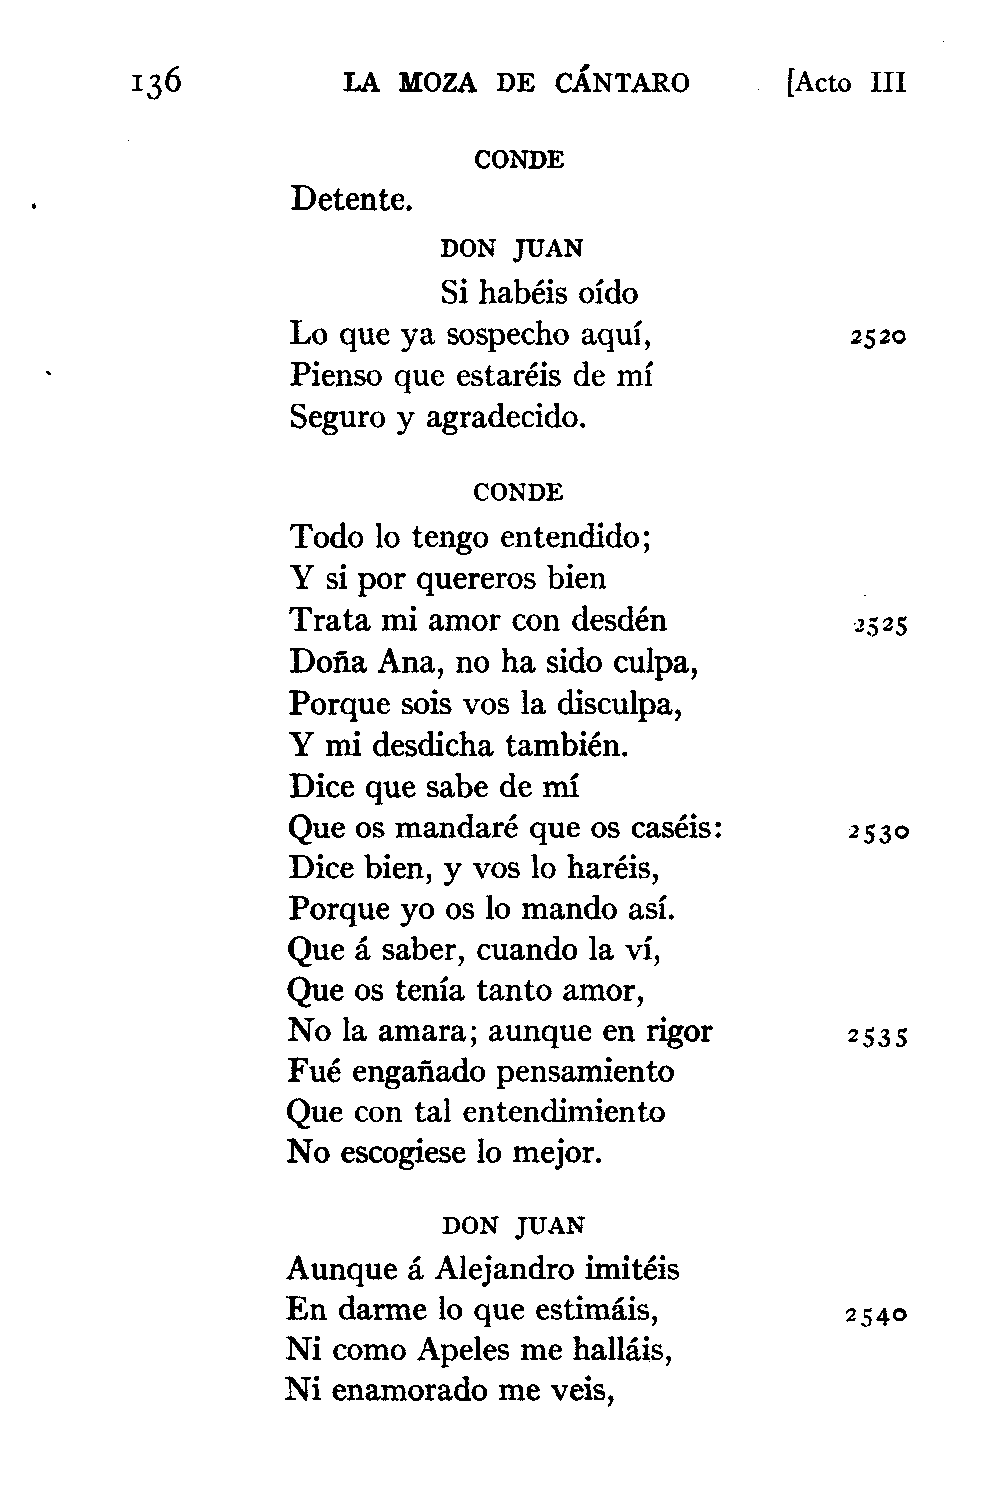 136 LA MOZA DE CÁNTARO [Acto III
CONDE
Detente.
DON JUAN
Si habéis oído
Lo que ya sospecho aquí, 2520
Pienso que estaréis de mí
Seguro y agradecido.
CONDE
Todo lo tengo entendido;
Y si por quereros bien
Trata mi amor con desdén 2525
Doña Ana, no ha sido culpa,
Porque sois vos la disculpa,
Y mi desdicha también.
Dice que sabe de mí
Que os mandaré que os caséis: 2530
Dice bien, y vos lo haréis,
Porque yo os lo mando así.
Que á saber, cuando la ví,
Que os tenía tanto amor,
No la amara; aunque en rigor 2535
Fué engañado pensamiento
Que con tal entendimiento
No escogiese lo mejor.
DON JUAN
Aunque á Alejandro imitéis
En darme lo que estimáis, 2540
Ni como Apeles me halláis,
Ni enamorado me veis,